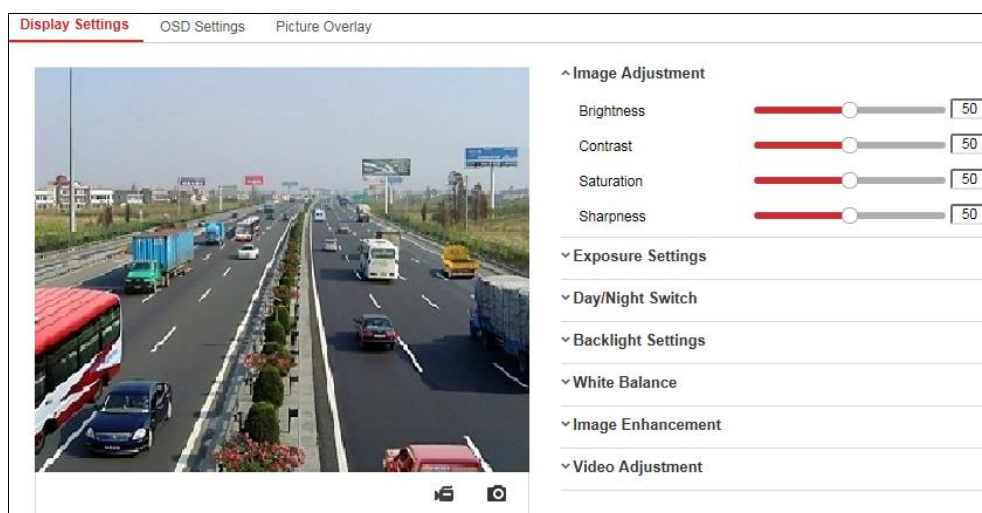 Display Settings
OSD Settings
Picture Overlay
Image Adjustment
Brightness 50
Contrast 50
Saturation 50
Sharpness 50
Exposure Settings
Day/Night Switch
Backlight Settings
White Balance
Image Enhancement
Video Adjustment